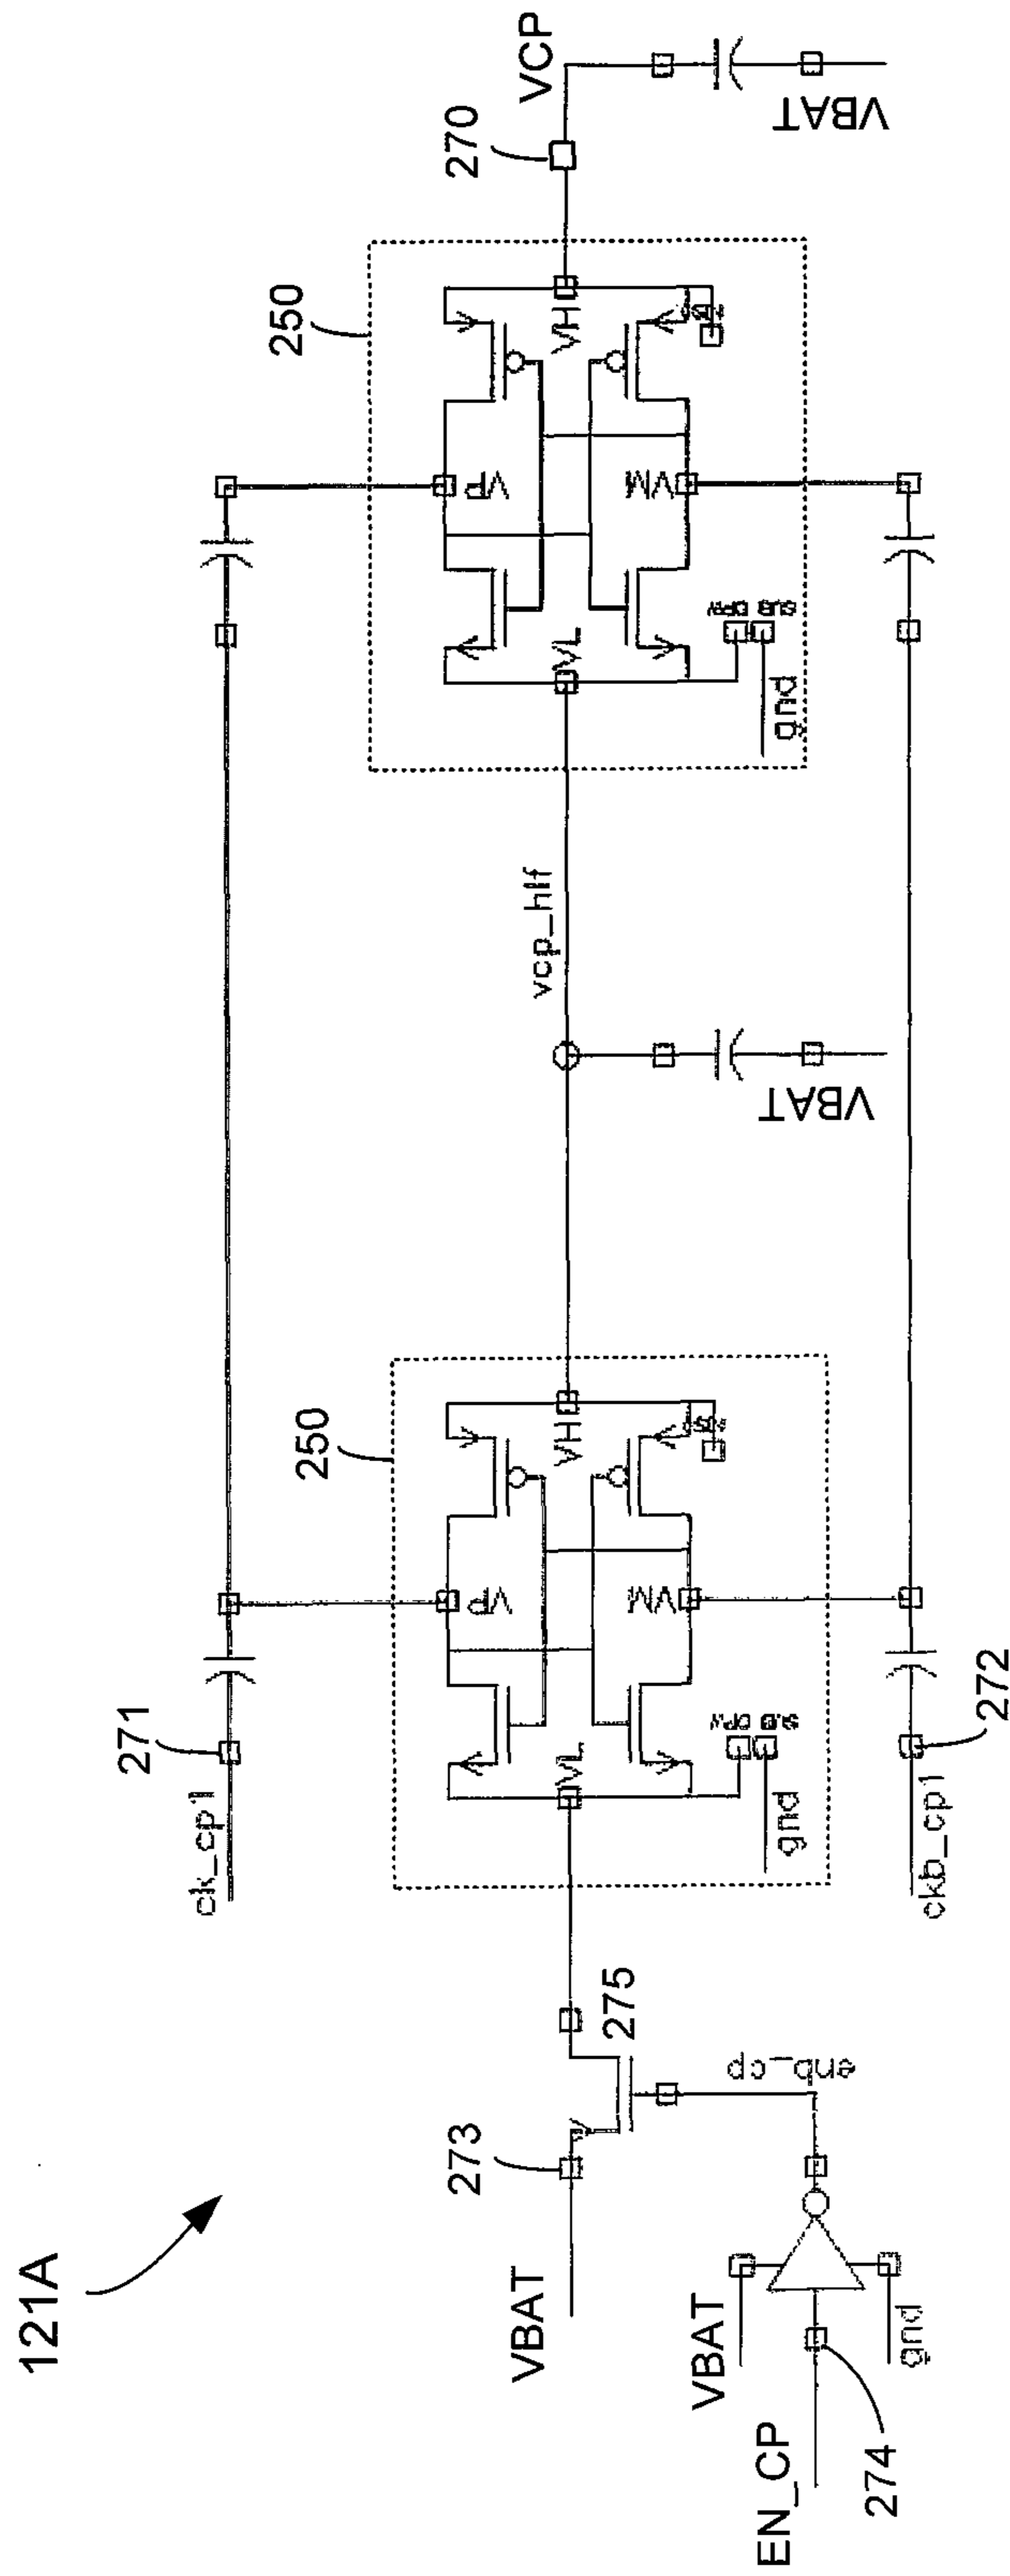 121A
ck_cp1
271
VBAT
273
275
enb_cp
EN_CP
274
VBAT
gnd
250
VP
VL
VH
VM
SUB DPW
gnd
ckb_cp1
272
vcp_hlf
VBAT
250
VP
VL
VH
VM
SUB DPW
gnd
270
VCP
VBAT